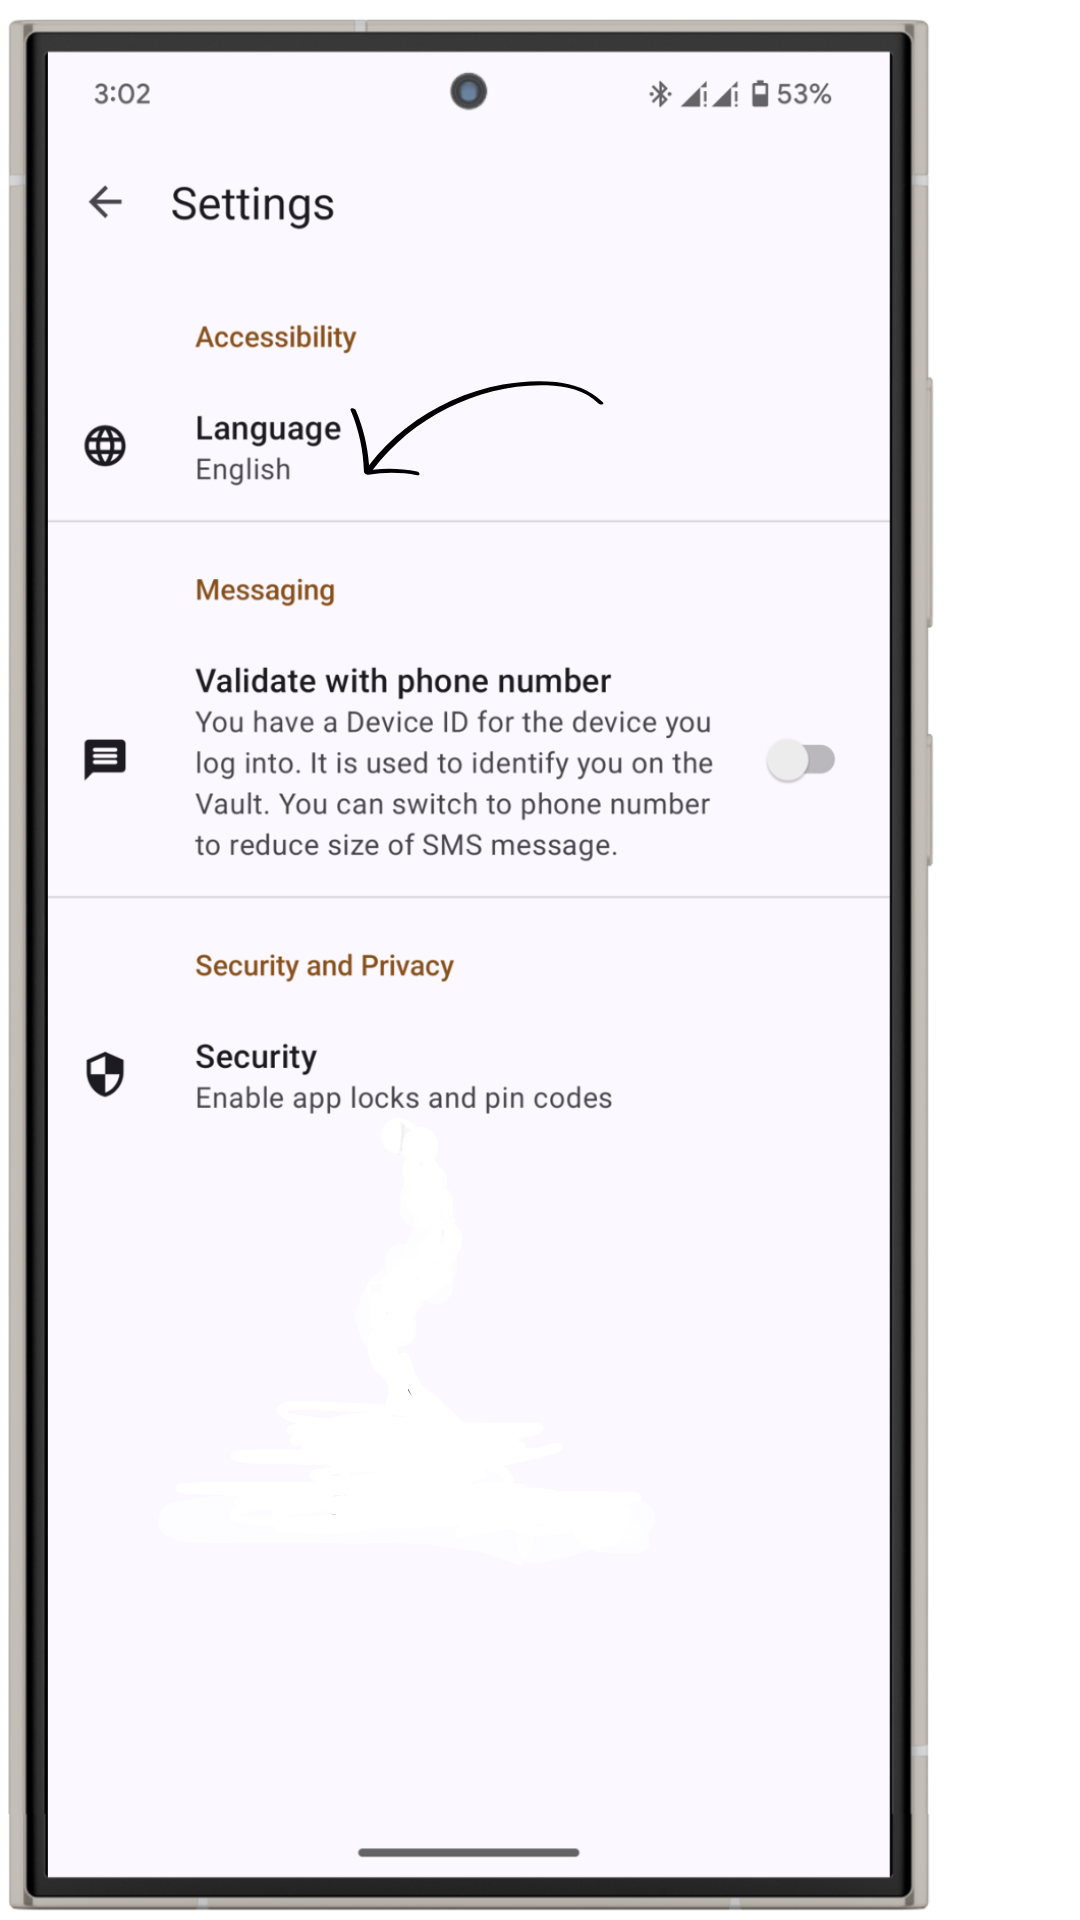 3:02
53%
Settings
Accessibility
Language
English
Messaging
Validate with phone number
You have a Device ID for the device you
log into. It is used to identify you on the
Vault. You can switch to phone number
to reduce size of SMS message.
Security and Privacy
Security
Enable app locks and pin codes